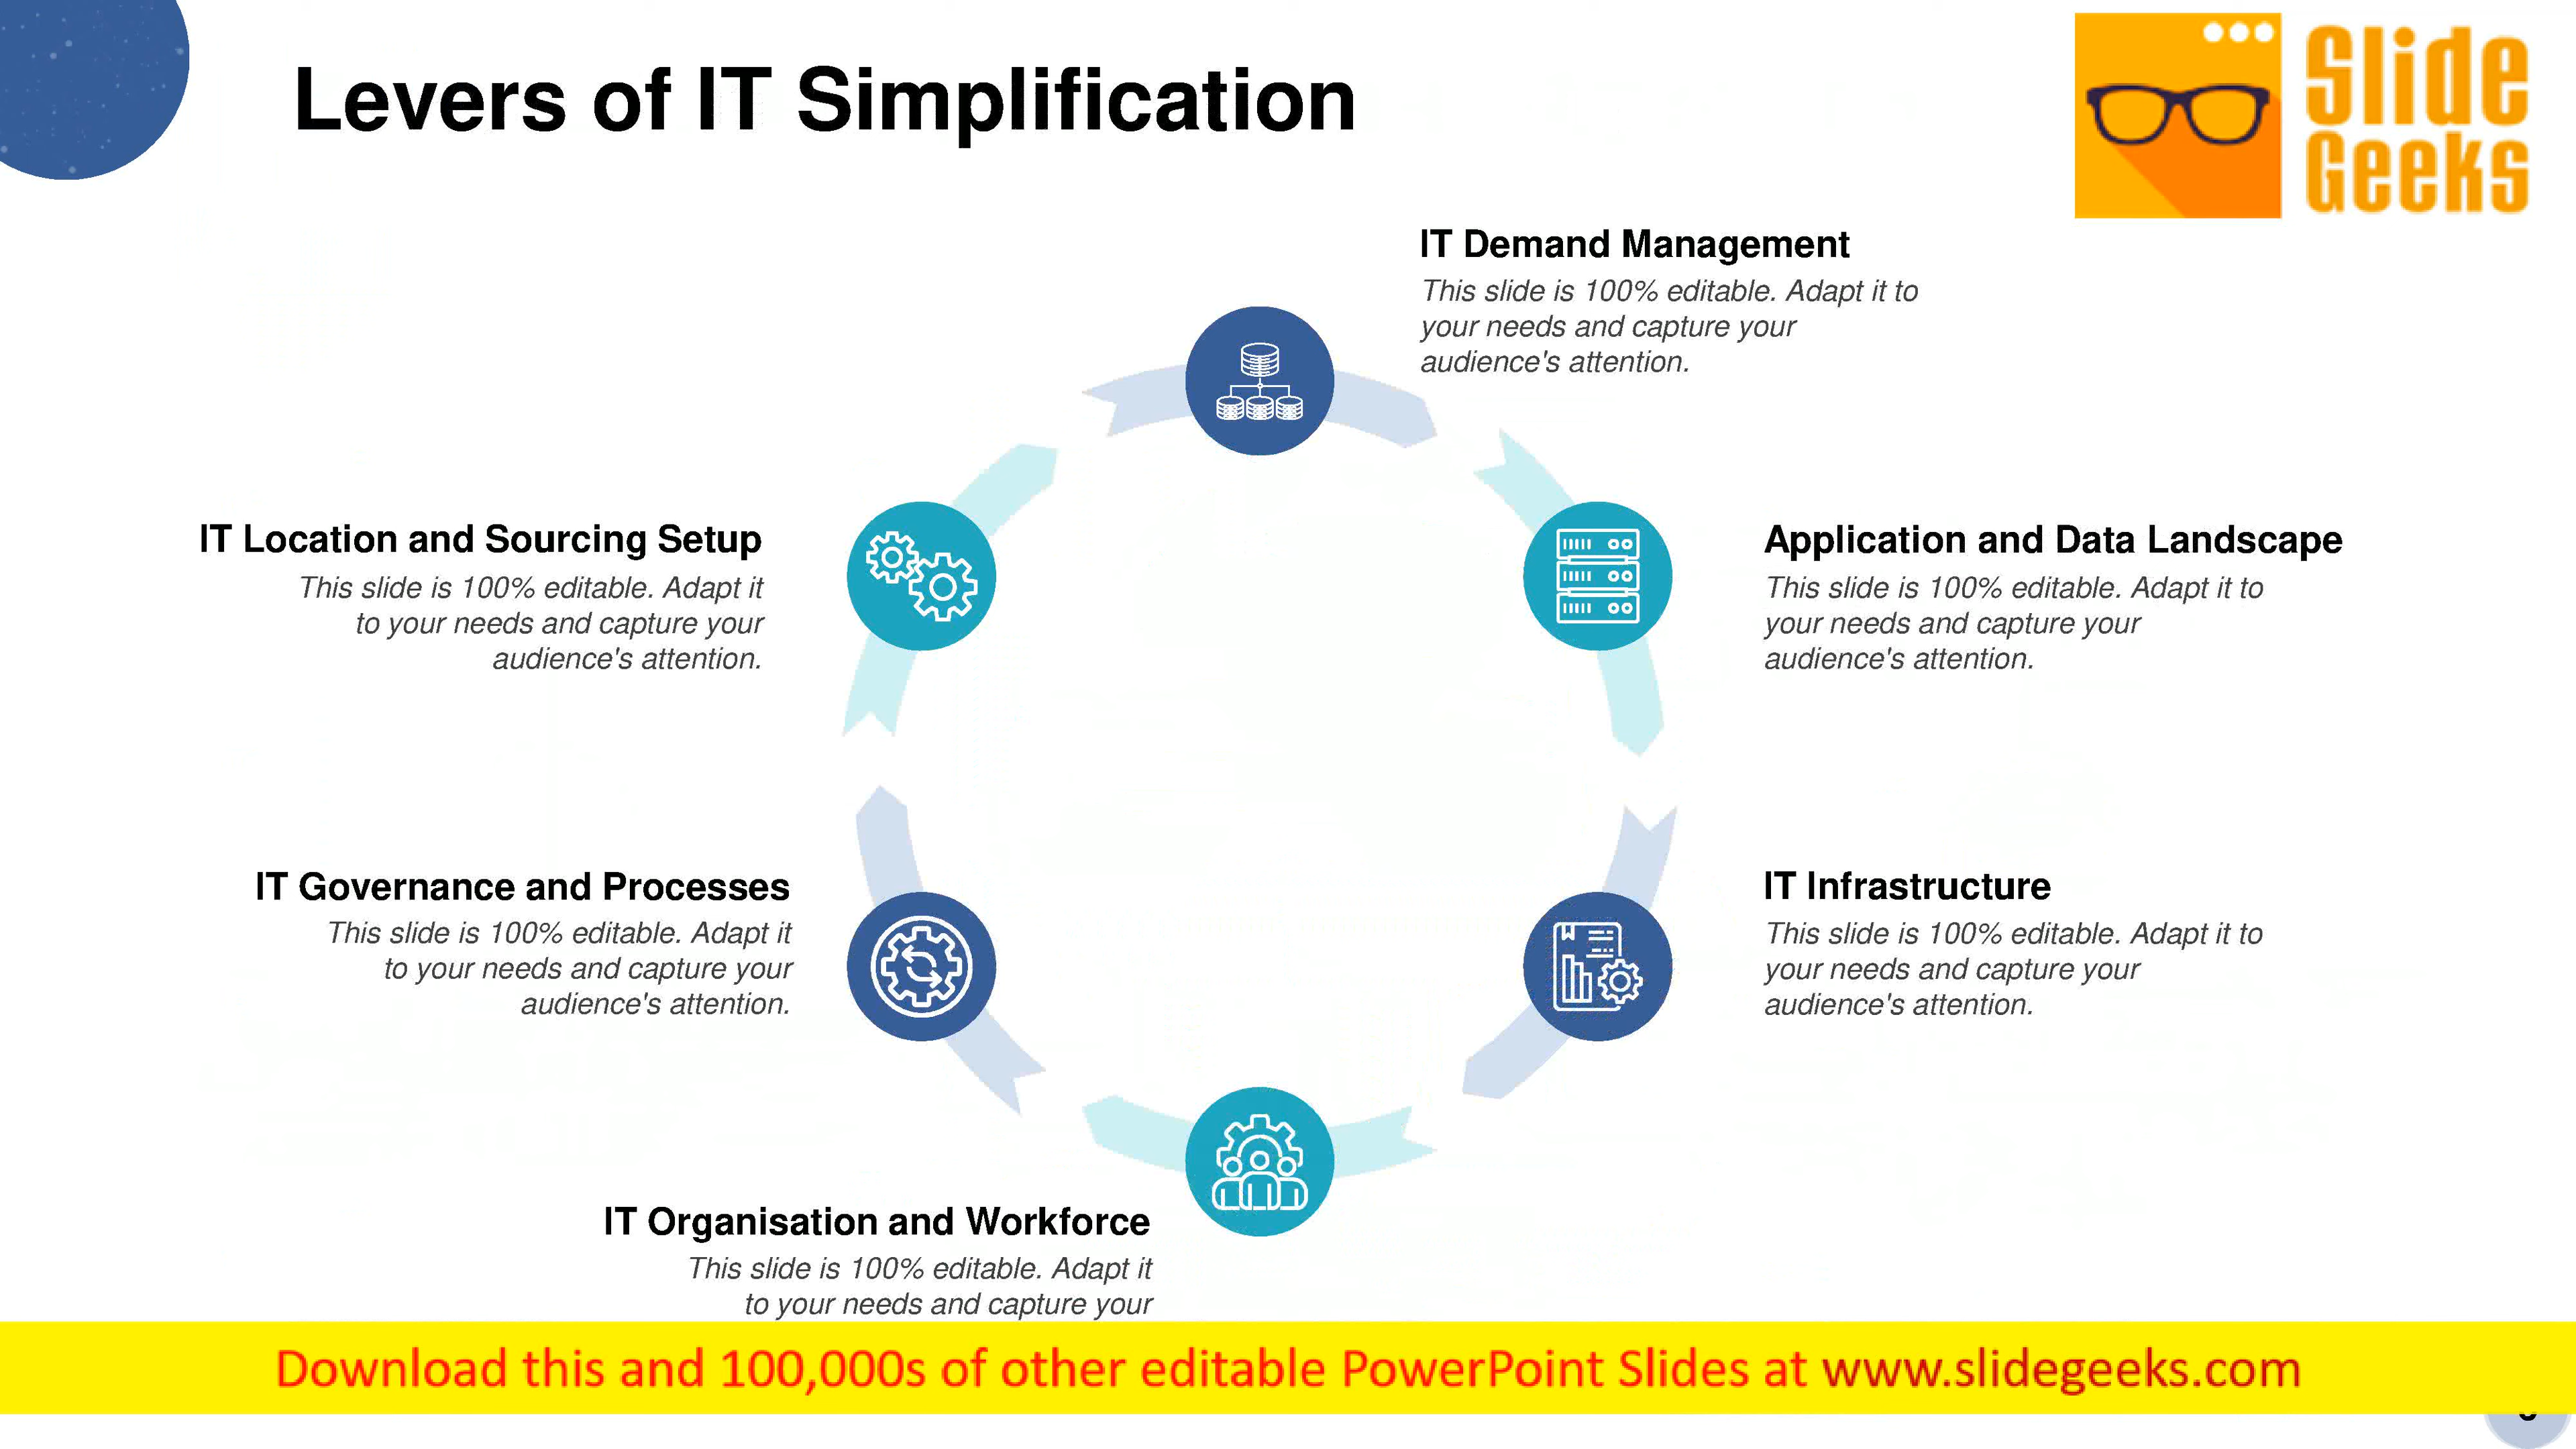 Levers of IT Simplification
Slide
Geeks
IT Demand Management
This slide is 100% editable. Adapt it to
your needs and capture your
audience's attention.
IT Location and Sourcing Setup
This slide is 100% editable. Adapt it
to your needs and capture your
audience's attention.
Application and Data Landscape
This slide is 100% editable. Adapt it to
your needs and capture your
audience's attention.
IT Governance and Processes
This slide is 100% editable. Adapt it
to your needs and capture your
audience's attention.
IT Infrastructure
This slide is 100% editable. Adapt it to
your needs and capture your
audience's attention.
IT Organisation and Workforce
This slide is 100% editable. Adapt it
to your needs and capture your
Download this and 100,000s of other editable PowerPoint Slides at www.slidegeeks.com